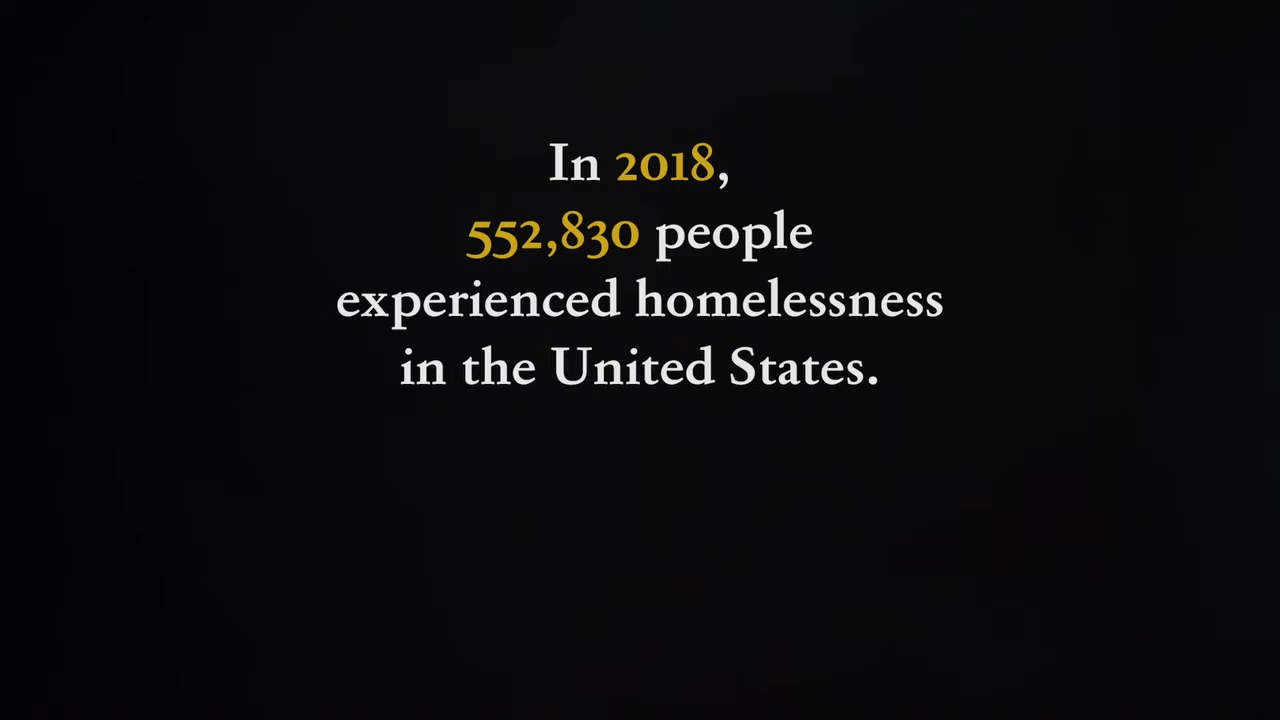 In 2018,
552,830 people
experienced homelessness
in the United States.